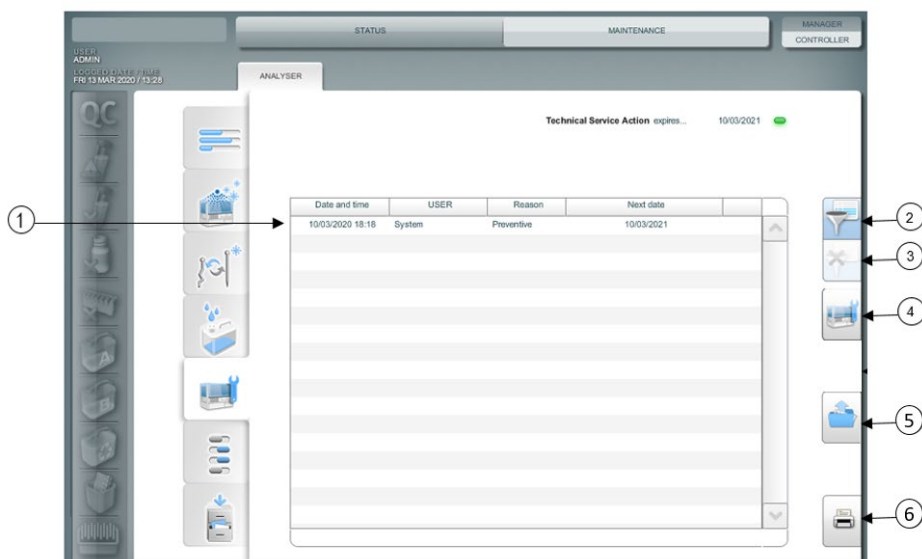 STATUS
MAINTENANCE
MANAGER
CONTROLLER
USER
ADMIN
LOGGED DATE / TIME
FRI 13 MAR 2020 / 13:28
ANALYSER
QC
Technical Service Action expires... 10/03/2021
Date and time USER Reason Next date
10/03/2020 18:18 System Preventive 10/03/2021
A
B
1
2
3
4
5
6